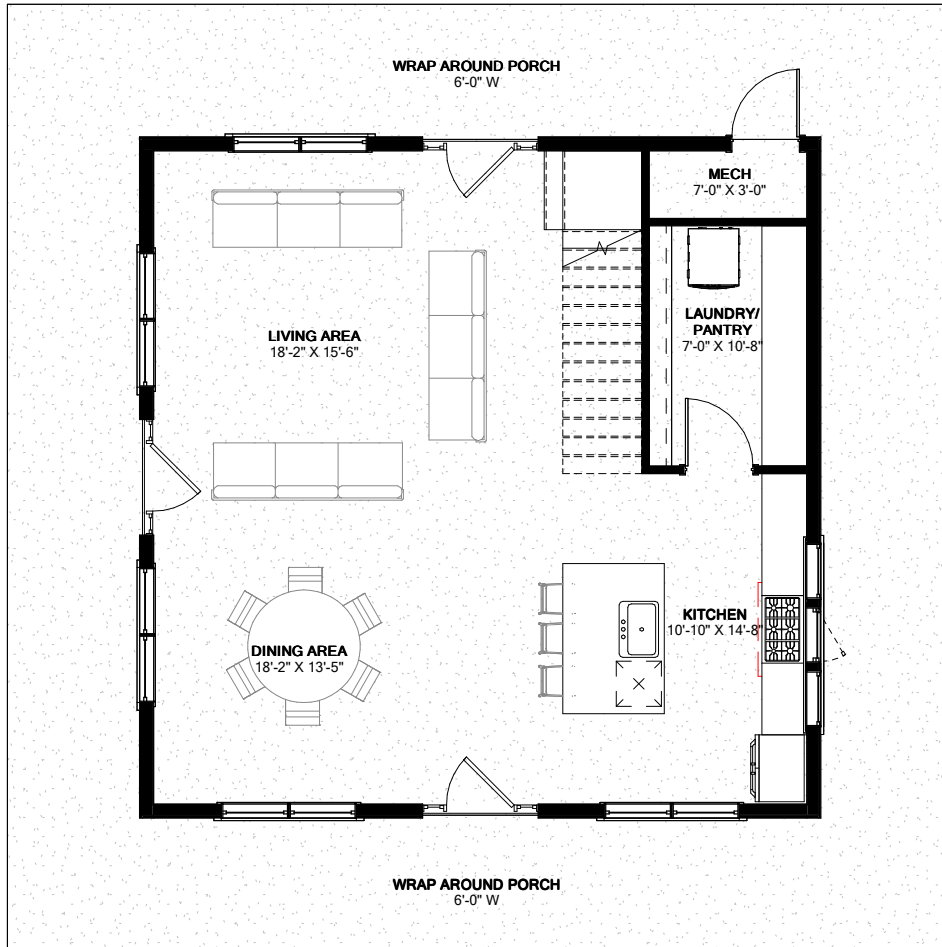 WRAP AROUND PORCH
6'-0" W
MECH
7'-0" X 3'-0"
LAUNDRY/
PANTRY
7'-0" X 10'-8"
LIVING AREA
18'-2" X 15'-6"
KITCHEN
10'-10" X 14'-8"
DINING AREA
18'-2" X 13'-5"
WRAP AROUND PORCH
6'-0" W